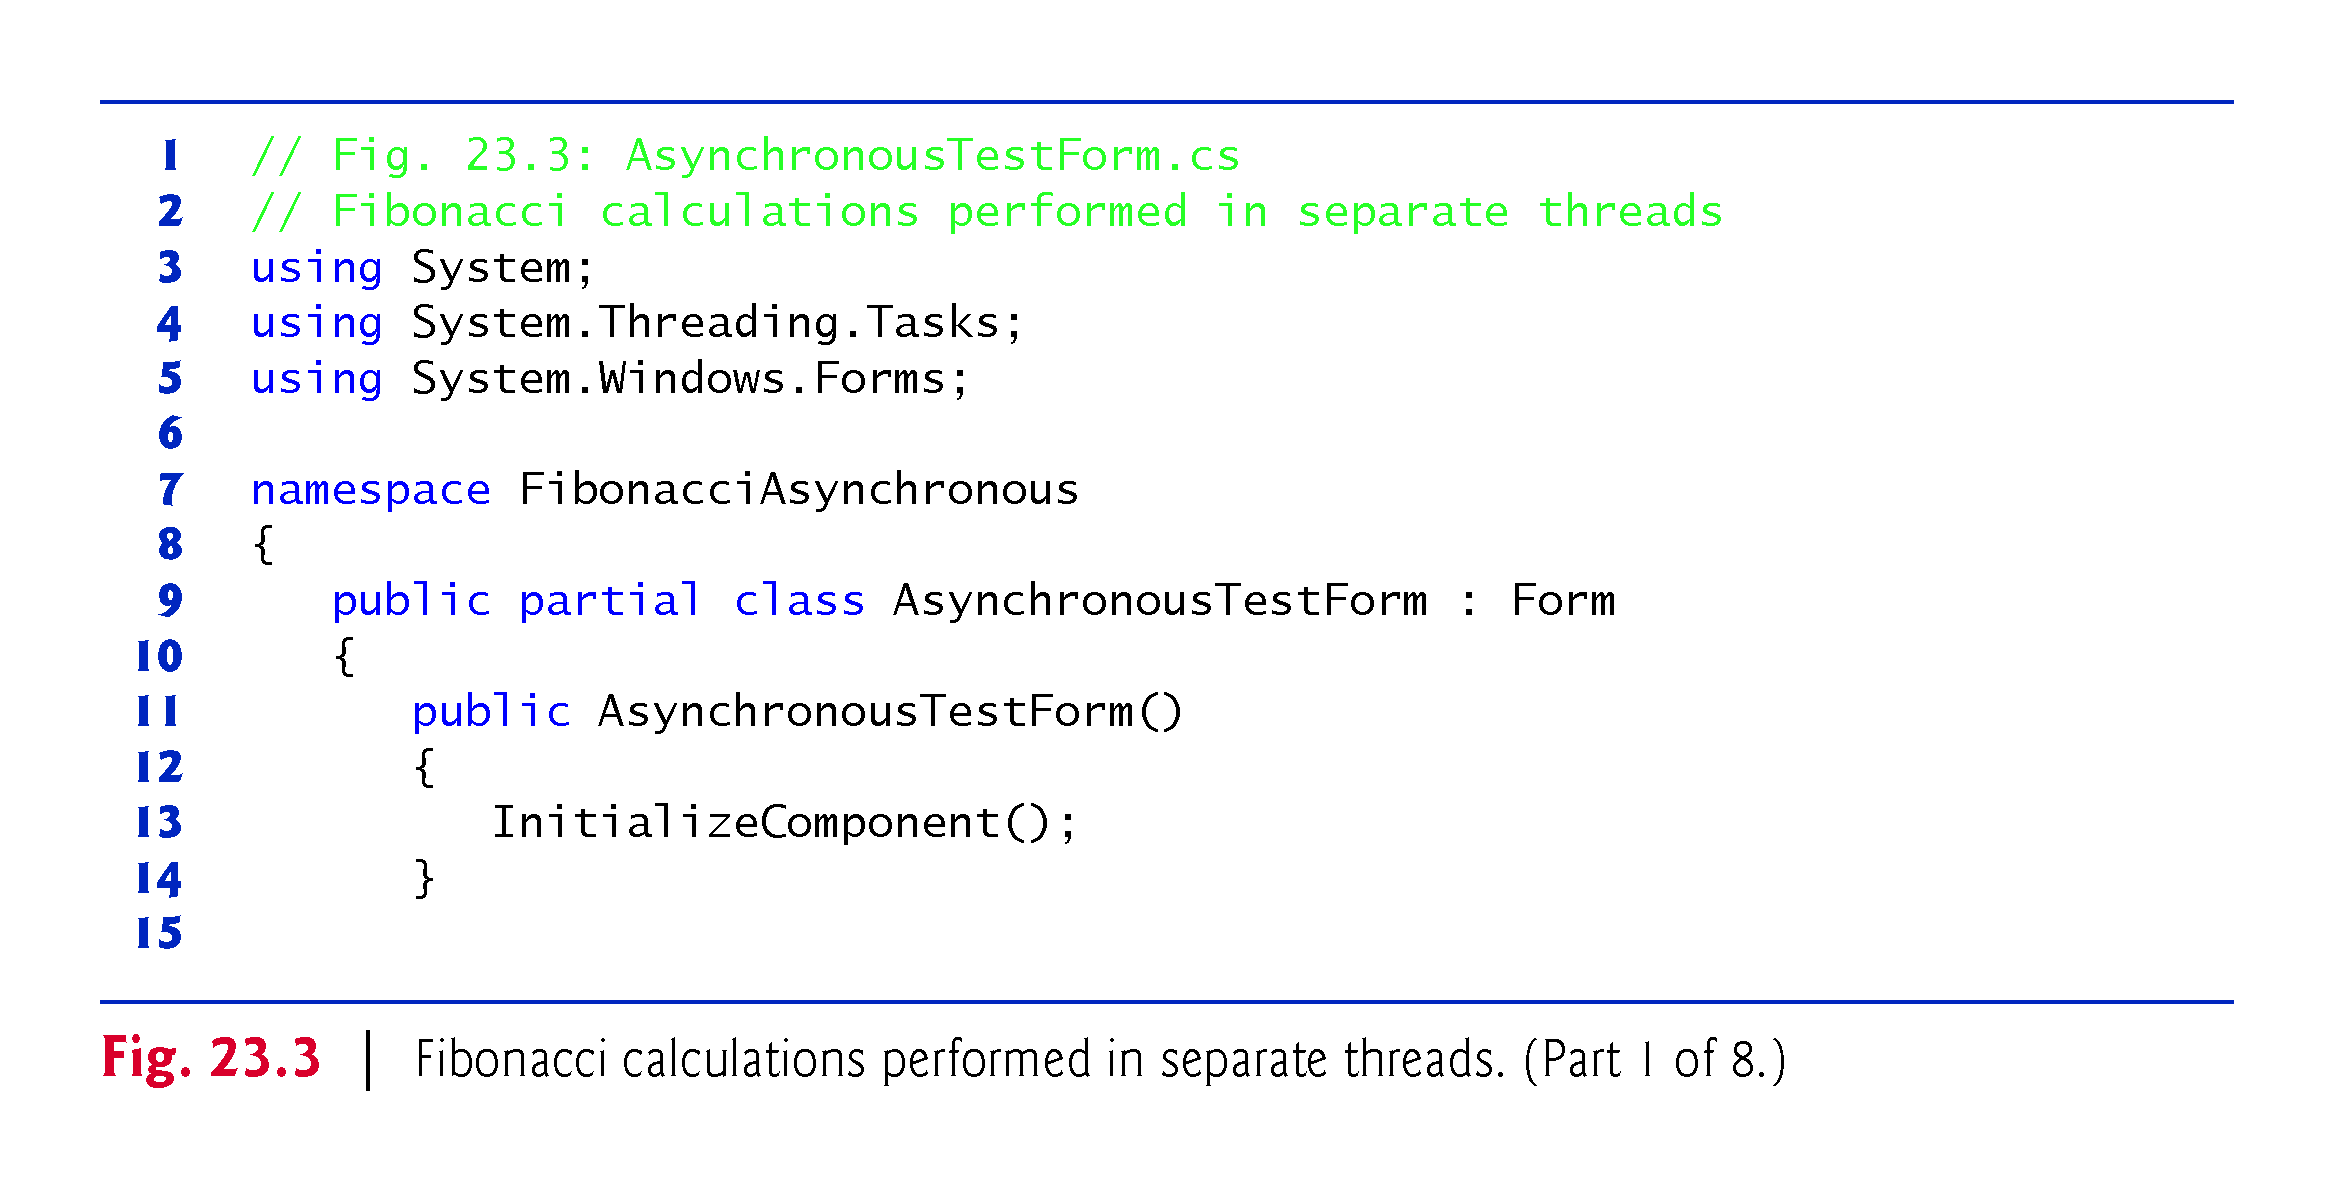 1 // Fig. 23.3: AsynchronousTestForm.cs
2 // Fibonacci calculations performed in separate threads
3 using System;
4 using System.Threading.Tasks;
5 using System.Windows.Forms;
6
7 namespace FibonacciAsynchronous
8 {
9    public partial class AsynchronousTestForm : Form
10    {
11       public AsynchronousTestForm()
12       {
13          InitializeComponent();
14       }
15
Fig. 23.3 | Fibonacci calculations performed in separate threads. (Part 1 of 8.)